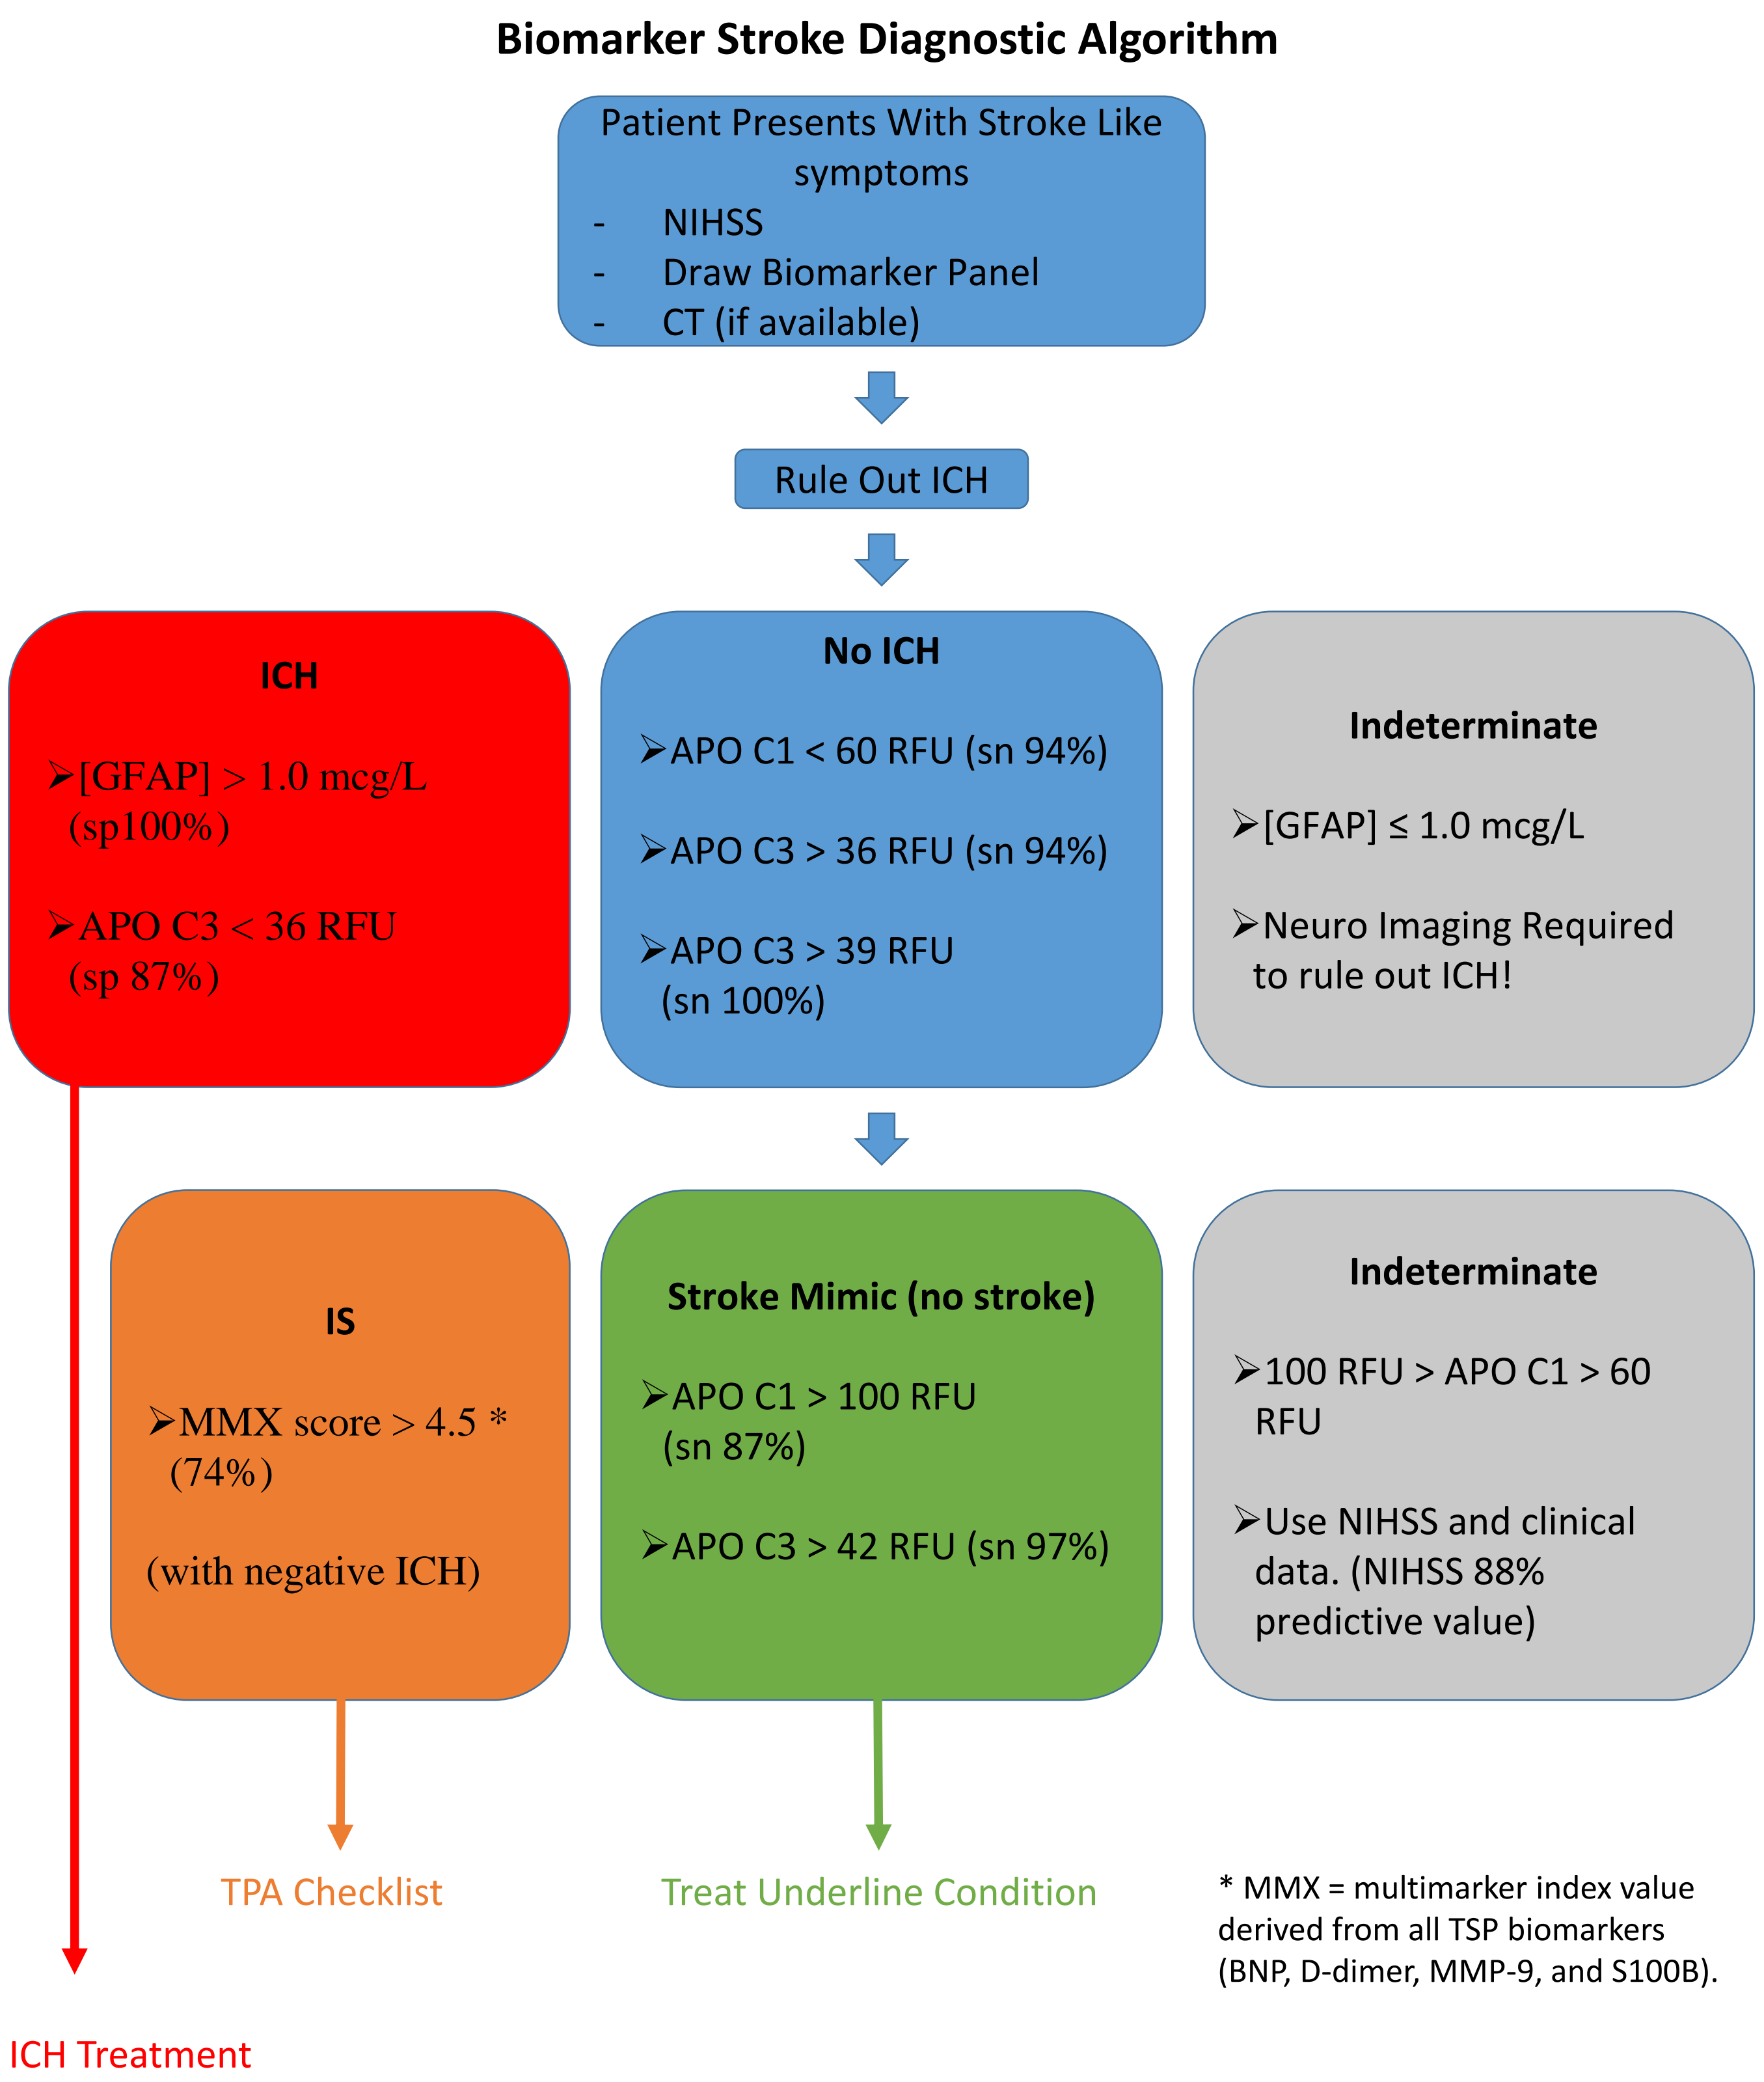 Biomarker Stroke Diagnostic Algorithm
Patient Presents With Stroke Like
symptoms
- NIHSS
- Draw Biomarker Panel
- CT (if available)
Rule Out ICH
ICH
➢[GFAP] > 1.0 mcg/L
(sp100%)
➢APO C3 < 36 RFU
(sp 87%)
No ICH
➢APO C1 < 60 RFU (sn 94%)
➢APO C3 > 36 RFU (sn 94%)
➢APO C3 > 39 RFU
(sn 100%)
Indeterminate
➢[GFAP] ≤ 1.0 mcg/L
➢Neuro Imaging Required
to rule out ICH!
IS
➢MMX score > 4.5 *
(74%)
(with negative ICH)
Stroke Mimic (no stroke)
➢APO C1 > 100 RFU
(sn 87%)
➢APO C3 > 42 RFU (sn 97%)
Indeterminate
➢100 RFU > APO C1 > 60
RFU
➢Use NIHSS and clinical
data. (NIHSS 88%
predictive value)
TPA Checklist
Treat Underline Condition
* MMX = multimarker index value
derived from all TSP biomarkers
(BNP, D-dimer, MMP-9, and S100B).
ICH Treatment